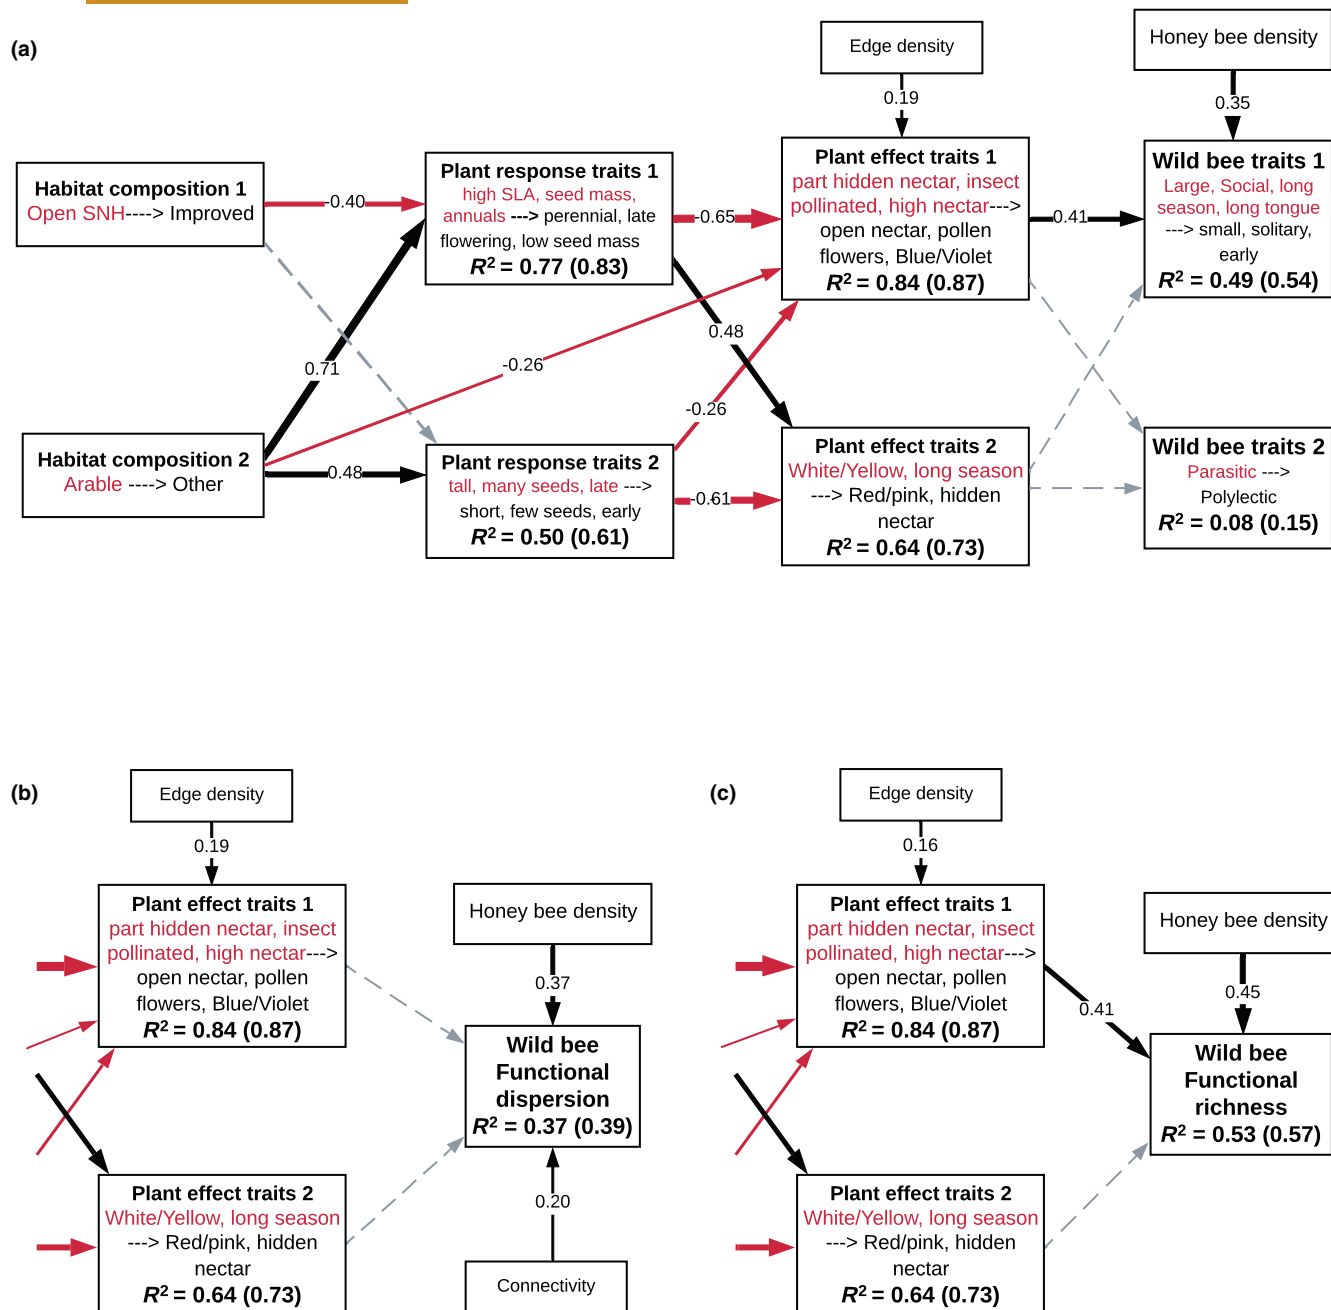 (a)
Edge density
Honey bee density
0.19
0.35
Habitat composition 1
Open SNH----> Improved
-0.40
Plant response traits 1
high SLA, seed mass,
annuals ---> perennial, late
flowering, low seed mass
R² = 0.77 (0.83)
-0.65
Plant effect traits 1
part hidden nectar, insect
pollinated, high nectar--->
open nectar, pollen
flowers, Blue/Violet
R² = 0.84 (0.87)
0.41
Wild bee traits 1
Large, Social, long
season, long tongue
---> small, solitary,
early
R² = 0.49 (0.54)
0.71
-0.26
0.48
-0.26
Habitat composition 2
Arable ----> Other
0.48
Plant response traits 2
tall, many seeds, late --->
short, few seeds, early
R² = 0.50 (0.61)
-0.61
Plant effect traits 2
White/Yellow, long season
---> Red/pink, hidden
nectar
R² = 0.64 (0.73)
Wild bee traits 2
Parasitic --->
Polylectic
R² = 0.08 (0.15)
(b)
Edge density
0.19
Plant effect traits 1
part hidden nectar, insect
pollinated, high nectar--->
open nectar, pollen
flowers, Blue/Violet
R² = 0.84 (0.87)
Honey bee density
0.37
Wild bee
Functional
dispersion
R² = 0.37 (0.39)
Plant effect traits 2
White/Yellow, long season
---> Red/pink, hidden
nectar
R² = 0.64 (0.73)
0.20
Connectivity
(c)
Edge density
0.16
Plant effect traits 1
part hidden nectar, insect
pollinated, high nectar--->
open nectar, pollen
flowers, Blue/Violet
R² = 0.84 (0.87)
Honey bee density
0.45
0.41
Wild bee
Functional
richness
R² = 0.53 (0.57)
Plant effect traits 2
White/Yellow, long season
---> Red/pink, hidden
nectar
R² = 0.64 (0.73)